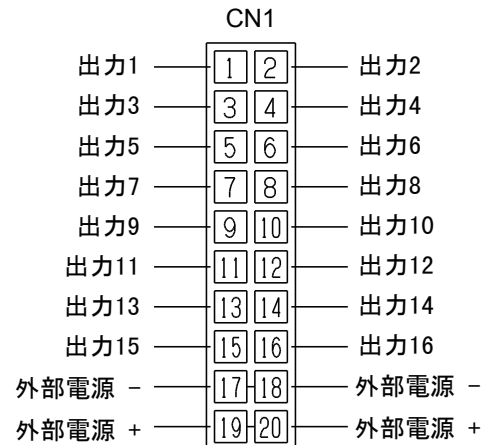 CN1
出力1 1 2 出力2
出力3 3 4 出力4
出力5 5 6 出力6
出力7 7 8 出力8
出力9 9 10 出力10
出力11 11 12 出力12
出力13 13 14 出力14
出力15 15 16 出力16
外部電源 − 17 18 外部電源 −
外部電源 + 19 20 外部電源 +